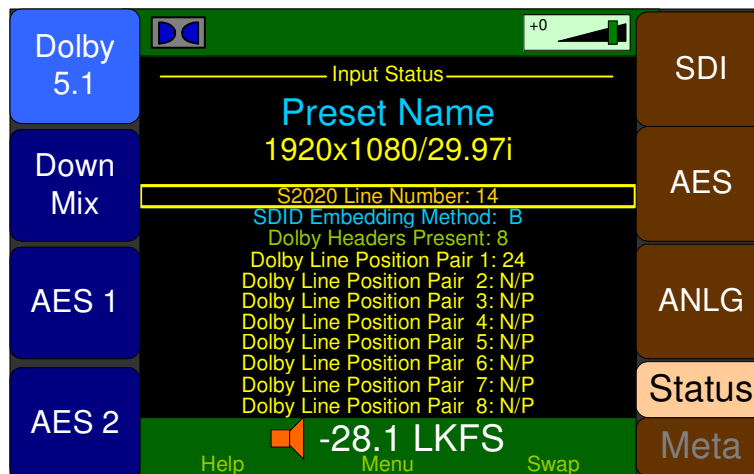 Dolby
5.1
Down
Mix
AES 1
AES 2
+0
Input Status
Preset Name
1920x1080/29.97i
S2020 Line Number: 14
SDID Embedding Method: B
Dolby Headers Present: 8
Dolby Line Position Pair 1: 24
Dolby Line Position Pair 2: N/P
Dolby Line Position Pair 3: N/P
Dolby Line Position Pair 4: N/P
Dolby Line Position Pair 5: N/P
Dolby Line Position Pair 6: N/P
Dolby Line Position Pair 7: N/P
Dolby Line Position Pair 8: N/P
-28.1 LKFS
Help Menu Swap
SDI
AES
ANLG
Status
Meta